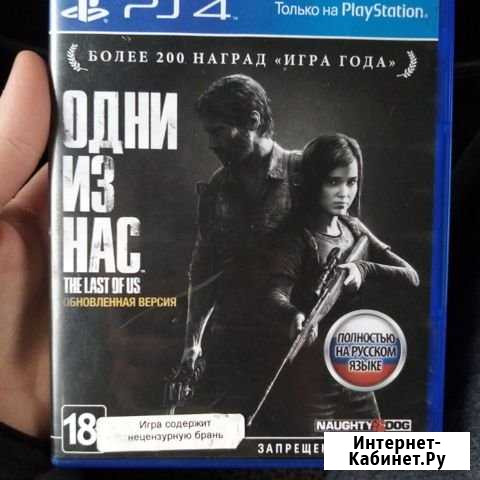 PS4
Только на PlayStation
БОЛЕЕ 200 НАГРАД «ИГРА ГОДА»
ОДНИ
ИЗ
НАС
THE LAST OF US
ОБНОВЛЕННАЯ ВЕРСИЯ
ПОЛНОСТЬЮ
НА РУССКОМ
ЯЗЫКЕ
18
Игра содержит
нецензурную брань
NAUGHTY DOG
Интернет-
Кабинет.Ру